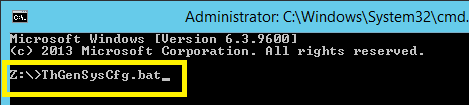 Administrator: C:\Windows\System32\cmd.
Microsoft Windows [Version 6.3.9600]
(c) 2013 Microsoft Corporation. All rights reserved.
Z:\>ThGenSysCfg.bat_